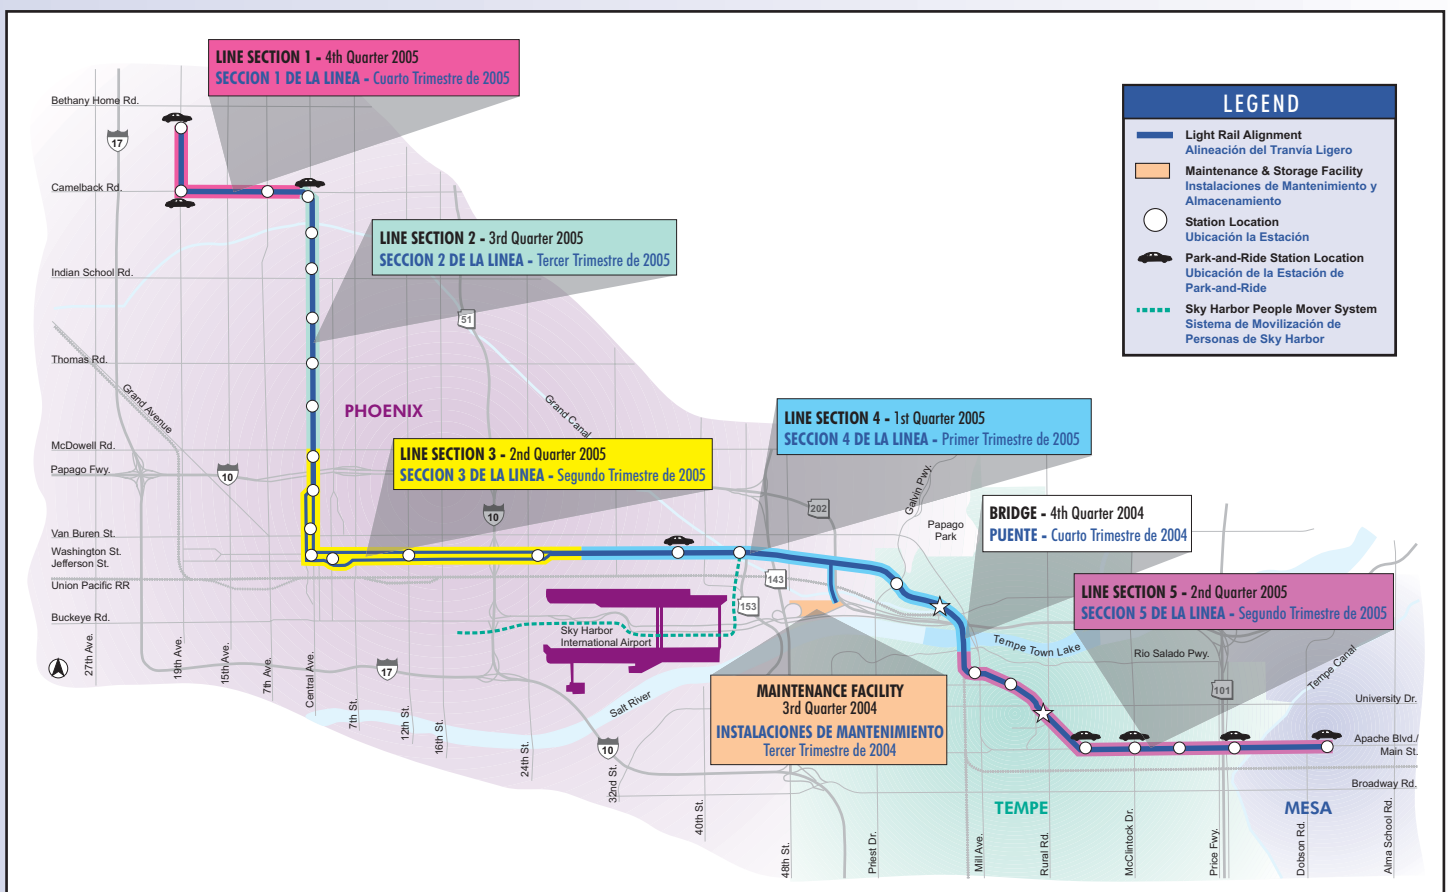 LINE SECTION 1 - 4th Quarter 2005
SECCION 1 DE LA LINEA - Cuarto Trimestre de 2005
LEGEND
Light Rail Alignment
Alineación del Tranvía Ligero
Maintenance & Storage Facility
Instalaciones de Mantenimiento y
Almacenamiento
Station Location
Ubicación la Estación
Park-and-Ride Station Location
Ubicación de la Estación de
Park-and-Ride
Sky Harbor People Mover System
Sistema de Movilización de
Personas de Sky Harbor
Bethany Home Rd.
17
Camelback Rd.
LINE SECTION 2 - 3rd Quarter 2005
SECCION 2 DE LA LINEA - Tercer Trimestre de 2005
Indian School Rd.
51
Thomas Rd.
Grand Avenue
PHOENIX
Grand Canal
LINE SECTION 4 - 1st Quarter 2005
SECCION 4 DE LA LINEA - Primer Trimestre de 2005
McDowell Rd.
LINE SECTION 3 - 2nd Quarter 2005
SECCION 3 DE LA LINEA - Segundo Trimestre de 2005
Papago Fwy.
10
10
202
Galvin Pwy.
Papago
Park
BRIDGE - 4th Quarter 2004
PUENTE - Cuarto Trimestre de 2004
Van Buren St.
Washington St.
Jefferson St.
Union Pacific RR
143
153
LINE SECTION 5 - 2nd Quarter 2005
SECCION 5 DE LA LINEA - Segundo Trimestre de 2005
Buckeye Rd.
Sky Harbor
International Airport
Tempe Town Lake
Rio Salado Pwy.
Tempe Canal
101
17
Salt River
10
MAINTENANCE FACILITY
3rd Quarter 2004
INSTALACIONES DE MANTENIMIENTO
Tercer Trimestre de 2004
University Dr.
Apache Blvd./
Main St.
Broadway Rd.
TEMPE
MESA
27th Ave.
19th Ave.
15th Ave.
7th Ave.
Central Ave.
7th St.
12th St.
16th St.
24th St.
32nd St.
40th St.
48th St.
Priest Dr.
Mill Ave.
Rural Rd.
McClintock Dr.
Price Fwy.
Dobson Rd.
Alma School Rd.